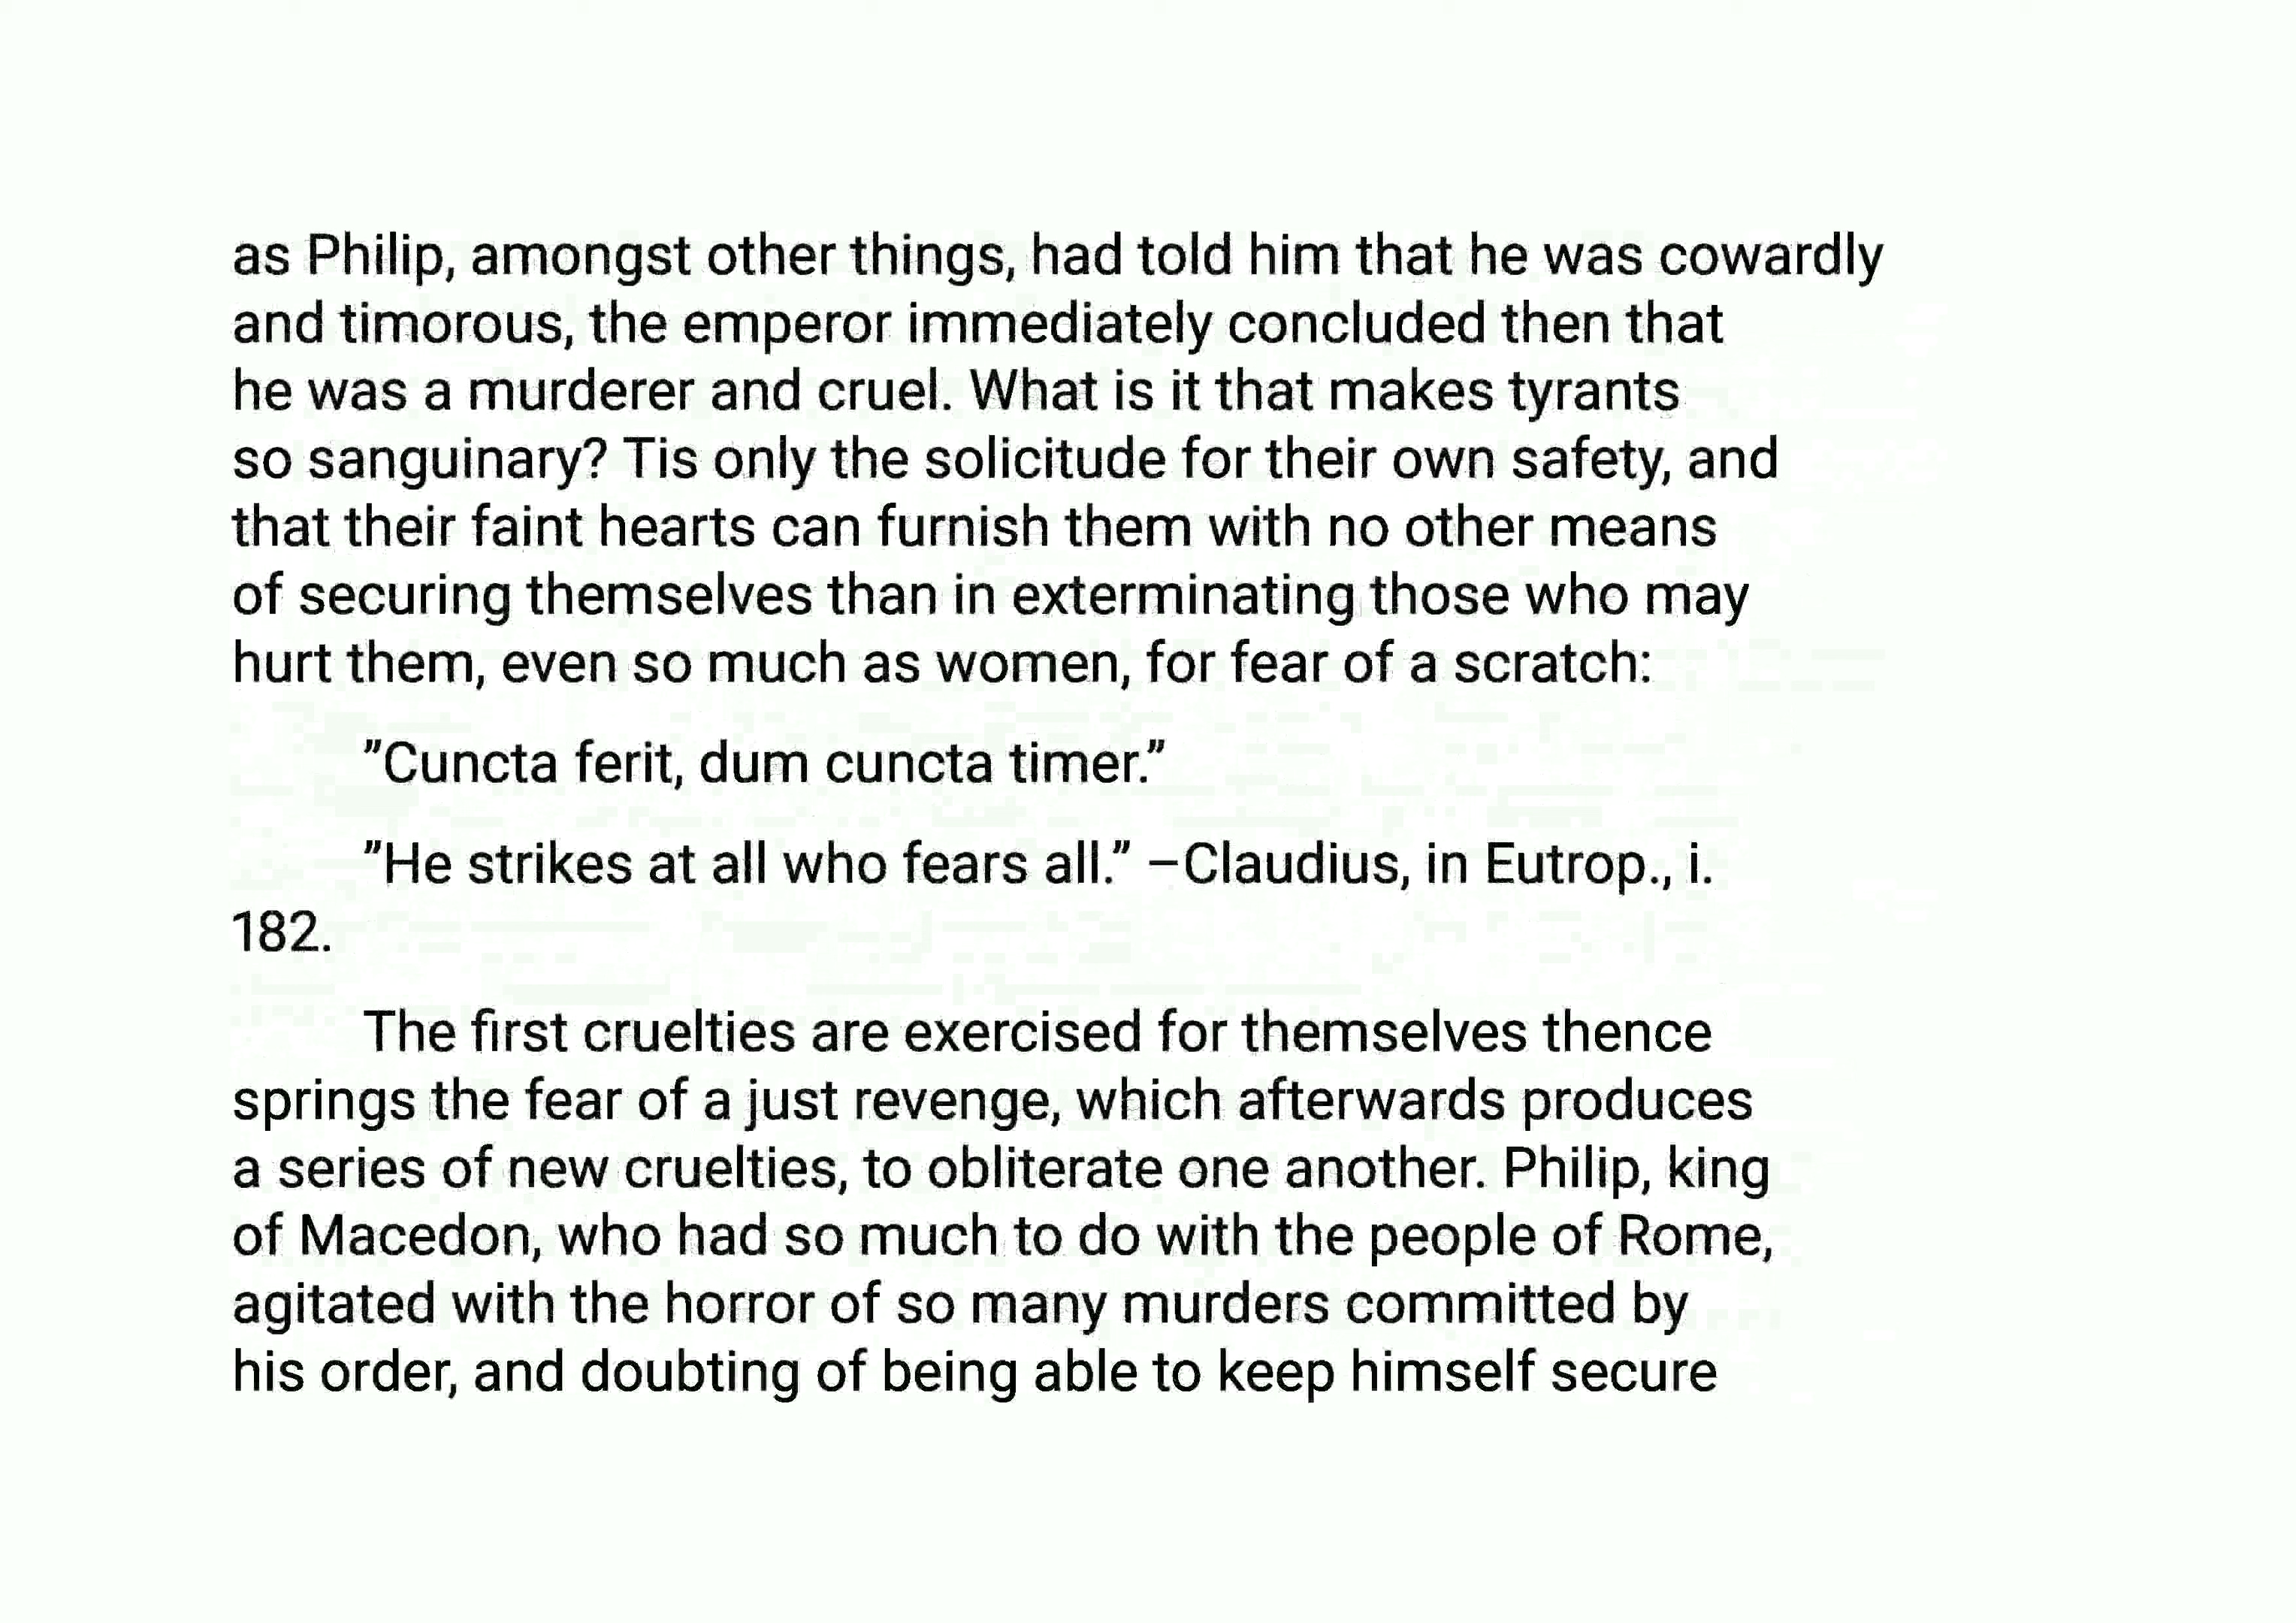 as Philip, amongst other things, had told him that he was cowardly
and timorous, the emperor immediately concluded then that
he was a murderer and cruel. What is it that makes tyrants
so sanguinary? Tis only the solicitude for their own safety, and
that their faint hearts can furnish them with no other means
of securing themselves than in exterminating those who may
hurt them, even so much as women, for fear of a scratch:
”Cuncta ferit, dum cuncta timer.”
”He strikes at all who fears all.” –Claudius, in Eutrop., i.
182.
The first cruelties are exercised for themselves thence
springs the fear of a just revenge, which afterwards produces
a series of new cruelties, to obliterate one another. Philip, king
of Macedon, who had so much to do with the people of Rome,
agitated with the horror of so many murders committed by
his order, and doubting of being able to keep himself secure